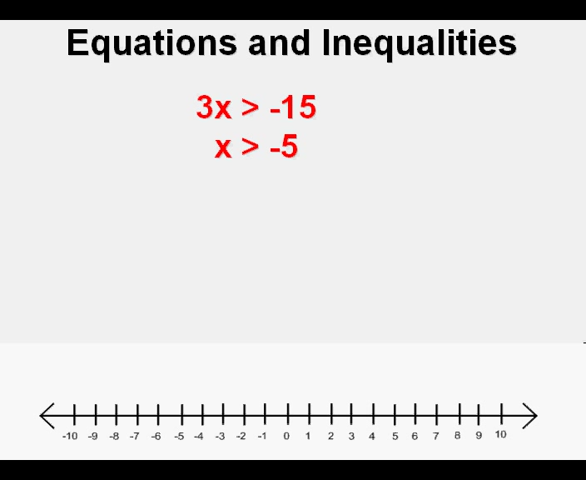 Equations and Inequalities
3x > -15
x > -5
-10 -9 -8 -7 -6 -5 -4 -3 -2 -1 0 1 2 3 4 5 6 7 8 9 10